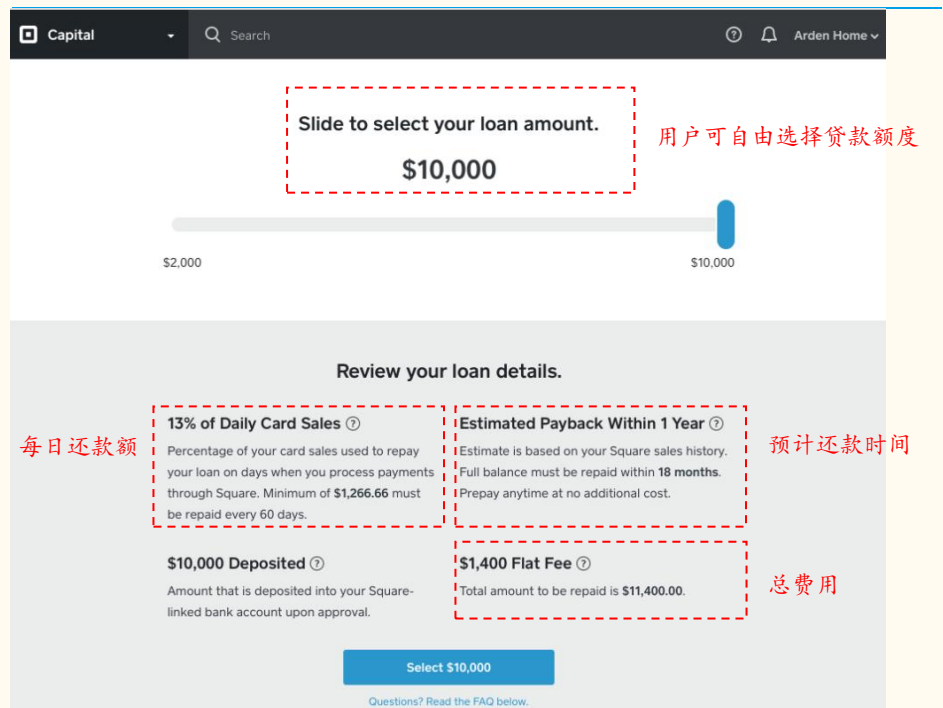 Capital
Search
Arden Home
Slide to select your loan amount.
$10,000
用户可自由选择贷款额度
$2,000
$10,000
Review your loan details.
每日还款额
13% of Daily Card Sales ?
Percentage of your card sales used to repay
your loan on days when you process payments
through Square. Minimum of $1,266.66 must
be repaid every 60 days.
Estimated Payback Within 1 Year ?
Estimate is based on your Square sales history.
Full balance must be repaid within 18 months.
Prepay anytime at no additional cost.
预计还款时间
$10,000 Deposited ?
Amount that is deposited into your Square-
linked bank account upon approval.
$1,400 Flat Fee ?
Total amount to be repaid is $11,400.00.
总费用
Select $10,000
Questions? Read the FAQ below.